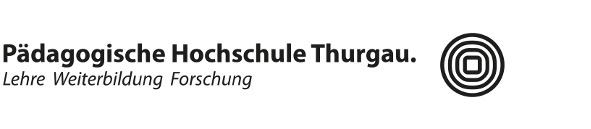 Pädagogische Hochschule Thurgau.
Lehre Weiterbildung Forschung